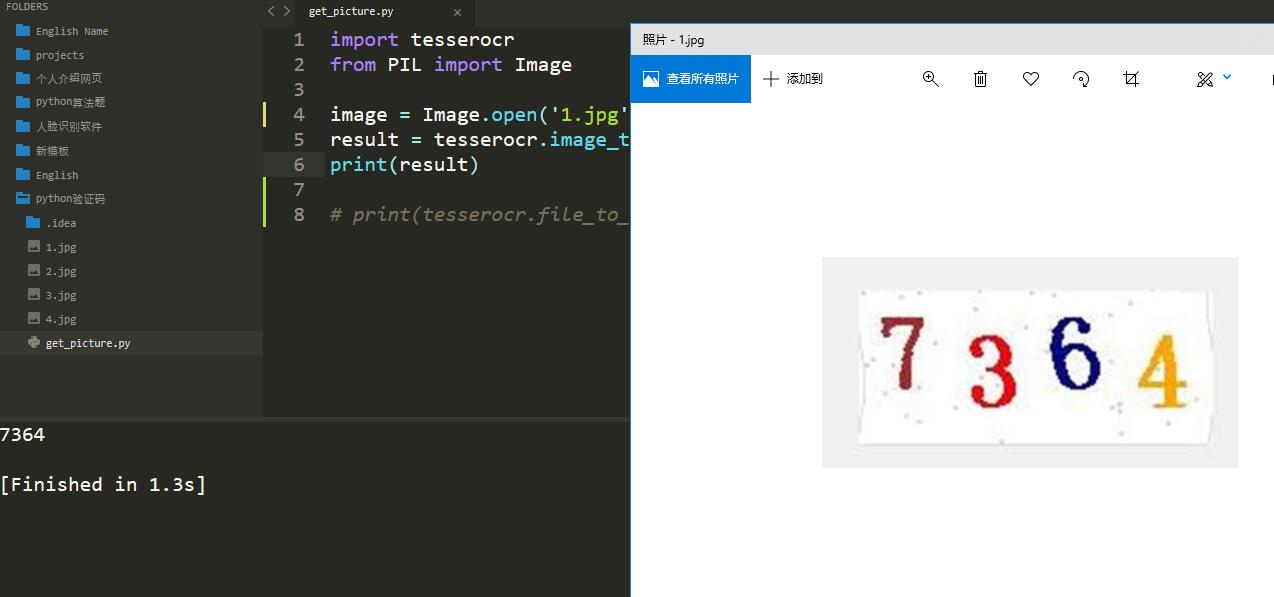 FOLDERS
English Name
projects
个人介绍网页
python算法题
人脸识别软件
新模板
English
python验证码
.idea
1.jpg
2.jpg
3.jpg
4.jpg
get_picture.py
get_picture.py ×
1 import tesserocr
2 from PIL import Image
3
4 image = Image.open('1.jpg'
5 result = tesserocr.image_t
6 print(result)
7
8 # print(tesserocr.file_to_
7364
[Finished in 1.3s]
照片 - 1.jpg
查看所有照片 添加到
7364